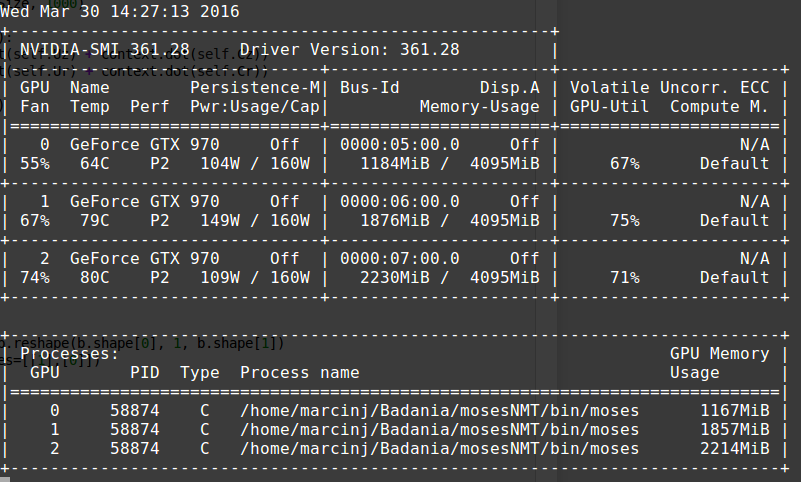 Wed Mar 30 14:27:13 2016
+------------------------------------------------------+
| NVIDIA-SMI 361.28     Driver Version: 361.28         |
|-------------------------------+----------------------+----------------------+
| GPU  Name        Persistence-M| Bus-Id        Disp.A | Volatile Uncorr. ECC |
| Fan  Temp  Perf  Pwr:Usage/Cap|         Memory-Usage | GPU-Util  Compute M. |
|===============================+======================+======================|
|   0  GeForce GTX 970     Off  | 0000:05:00.0     Off |                  N/A |
| 55%   64C    P2   104W / 160W |   1184MiB /  4095MiB |     67%      Default |
+-------------------------------+----------------------+----------------------+
|   1  GeForce GTX 970     Off  | 0000:06:00.0     Off |                  N/A |
| 67%   79C    P2   149W / 160W |   1876MiB /  4095MiB |     75%      Default |
+-------------------------------+----------------------+----------------------+
|   2  GeForce GTX 970     Off  | 0000:07:00.0     Off |                  N/A |
| 74%   80C    P2   109W / 160W |   2230MiB /  4095MiB |     71%      Default |
+-------------------------------+----------------------+----------------------+
+-----------------------------------------------------------------------------+
b.reshape(b.shape[0], 1, b.shape[1])
| Processes:                                                       GPU Memory |
|  GPU       PID  Type  Process name                               Usage      |
|=============================================================================|
|    0     58874    C   /home/marcinj/Badania/mosesNMT/bin/moses      1167MiB |
|    1     58874    C   /home/marcinj/Badania/mosesNMT/bin/moses      1857MiB |
|    2     58874    C   /home/marcinj/Badania/mosesNMT/bin/moses      2214MiB |
+-----------------------------------------------------------------------------+